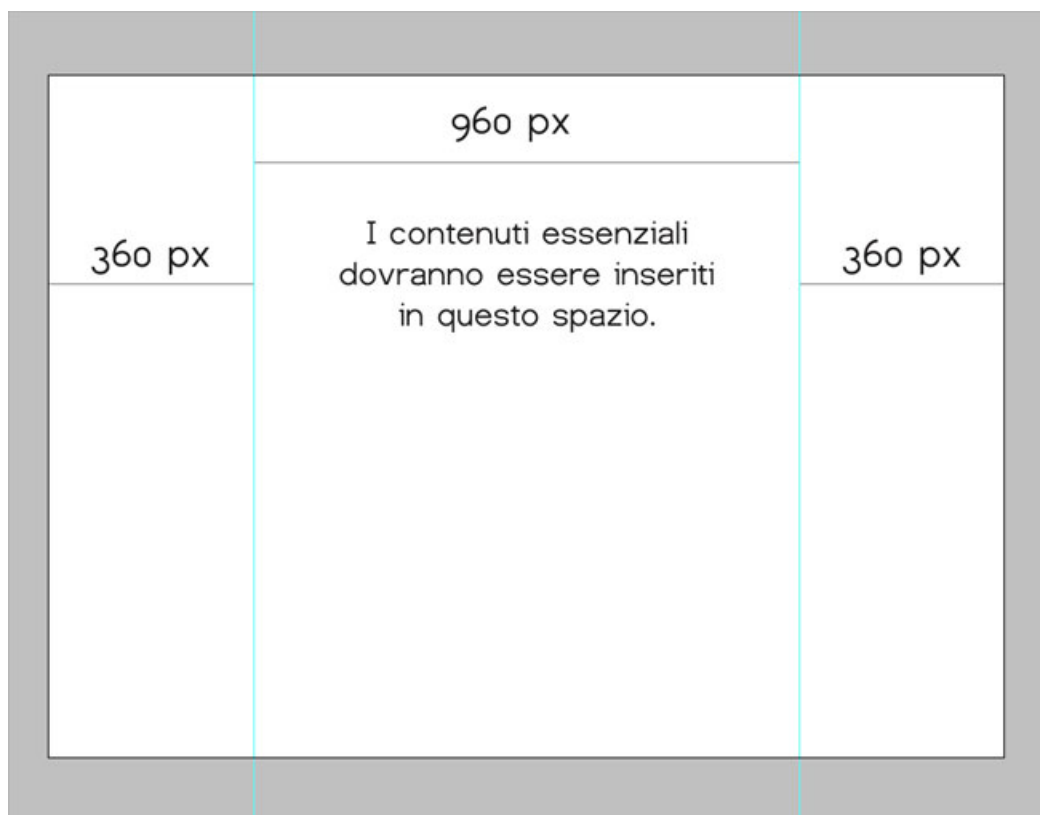 960 px
I contenuti essenziali
dovranno essere inseriti
in questo spazio.
360 px
360 px